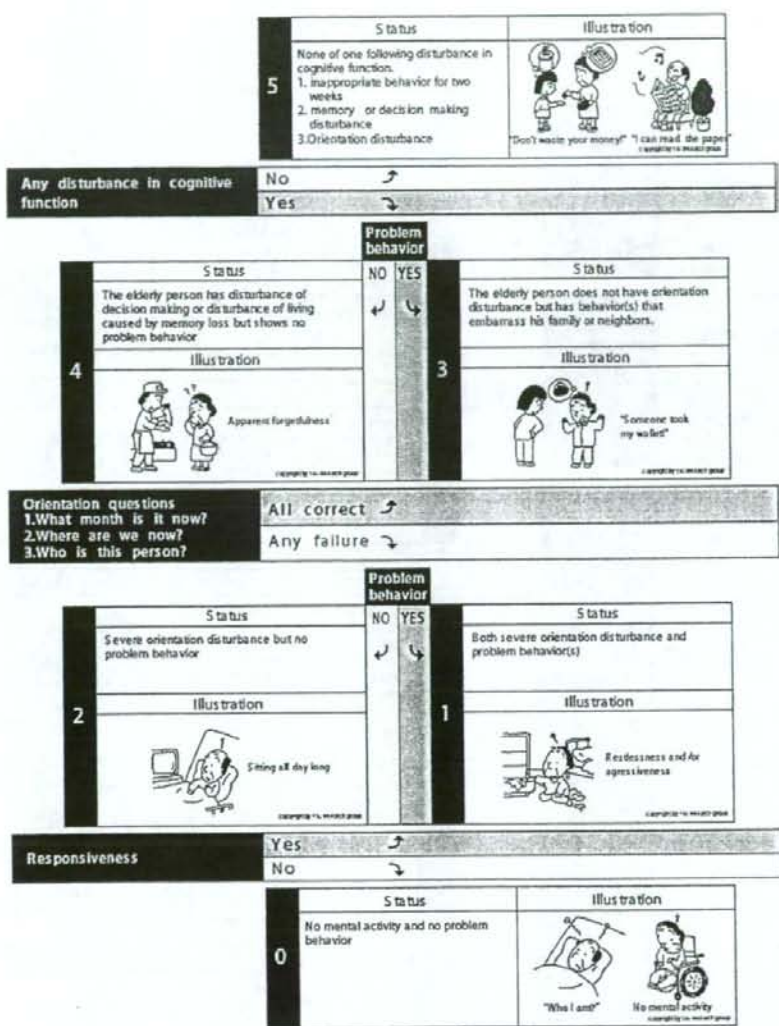 Status
Illustration
5
None of one following disturbance in
cognitive function.
1. inappropriate behavior for two
weeks
2. memory or decision making
disturbance
3.Orientation disturbance
"Don't waste your money!" "I can read the paper"
Any disturbance in cognitive
function
No
Yes
Problem
behavior
NO YES
4
Status
The elderly person has disturbance of
decision making or disturbance of living
caused by memory loss but shows no
problem behavior
Illustration
Apparent forgetfulness
3
Status
The elderly person does not have orientation
disturbance but has behavior(s) that
embarrass his family or neighbors.
Illustration
"Someone took
my wallet!"
Orientation questions
1.What month is it now?
2.Where are we now?
3.Who is this person?
All correct
Any failure
Problem
behavior
NO YES
2
Status
Severe orientation disturbance but no
problem behavior
Illustration
Sitting all day long
1
Status
Both severe orientation disturbance and
problem behavior(s)
Illustration
Restlessness and/or
agressiveness
Responsiveness
Yes
No
0
Status
Illustration
No mental activity and no problem
behavior
"Who I am?"
No mental activity